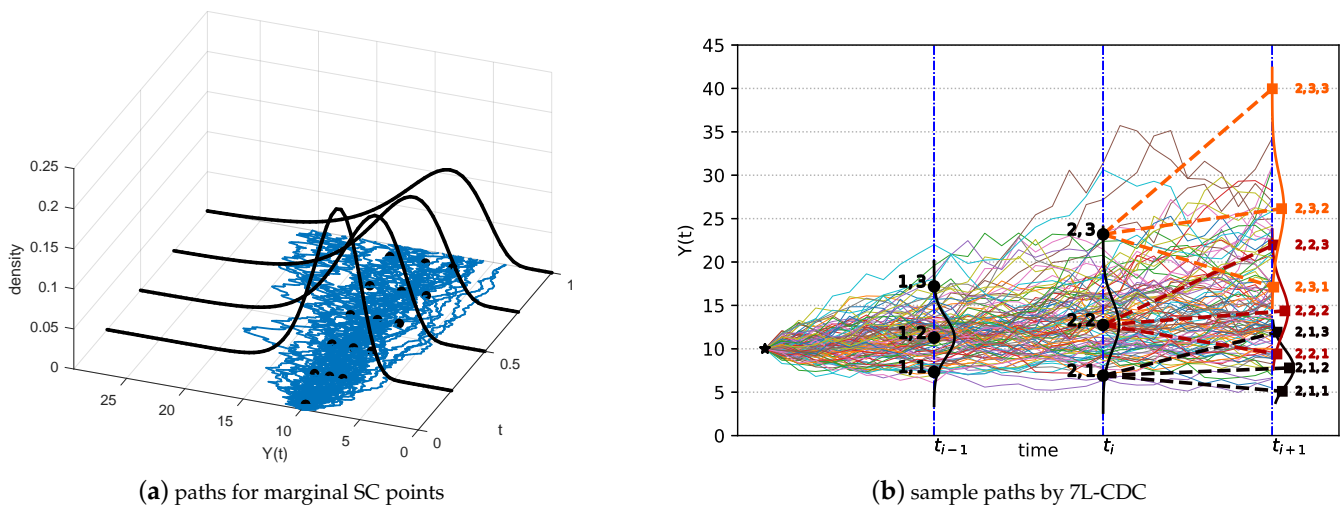 0.25
0.2
0.15
0.1
0.05
0
density
25
20
15
10
5
0
Y(t)
0
0.5
1
t
(a) paths for marginal SC points
45
40
35
30
25
20
15
10
5
0
Y(t)
1, 3
1, 2
1, 1
2, 3
2, 2
2, 1
2, 3, 3
2, 3, 2
2, 2, 3
2, 3, 1
2, 2, 2
2, 1, 3
2, 2, 1
2, 1, 2
2, 1, 1
t_{i−1}
time
t_i
t_{i+1}
(b) sample paths by 7L-CDC